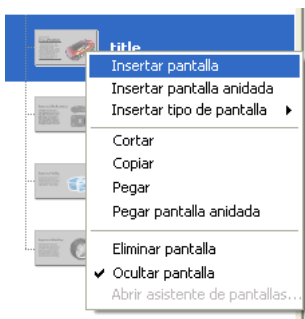 title
Insertar pantalla
Insertar pantalla anidada
Insertar tipo de pantalla
Cortar
Copiar
Pegar
Pegar pantalla anidada
Eliminar pantalla
Ocultar pantalla
Abrir asistente de pantallas...